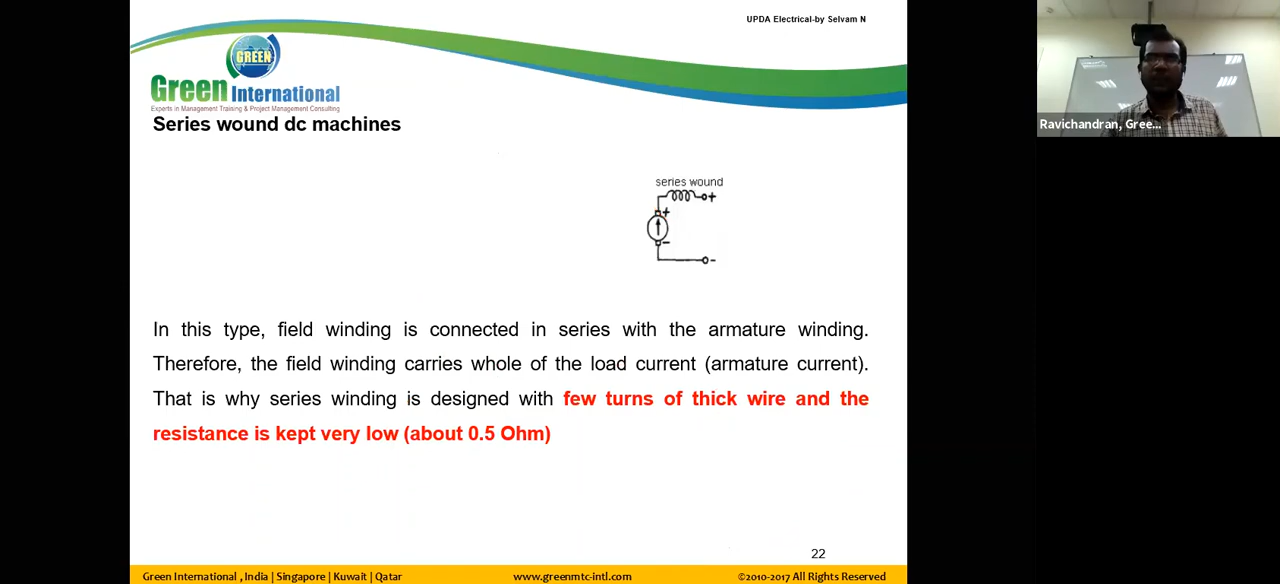 UPDA Electrical-by Selvam N
GREEN
Green International
Experts in Management Training & Project Management Consulting
Series wound dc machines
Ravichandran, Gree...
series wound
+
+
-
-
In this type, field winding is connected in series with the armature winding.
Therefore, the field winding carries whole of the load current (armature current).
That is why series winding is designed with few turns of thick wire and the
resistance is kept very low (about 0.5 Ohm)
22
Green International , India | Singapore | Kuwait | Qatar
www.greenmtc-intl.com
©2010-2017 All Rights Reserved